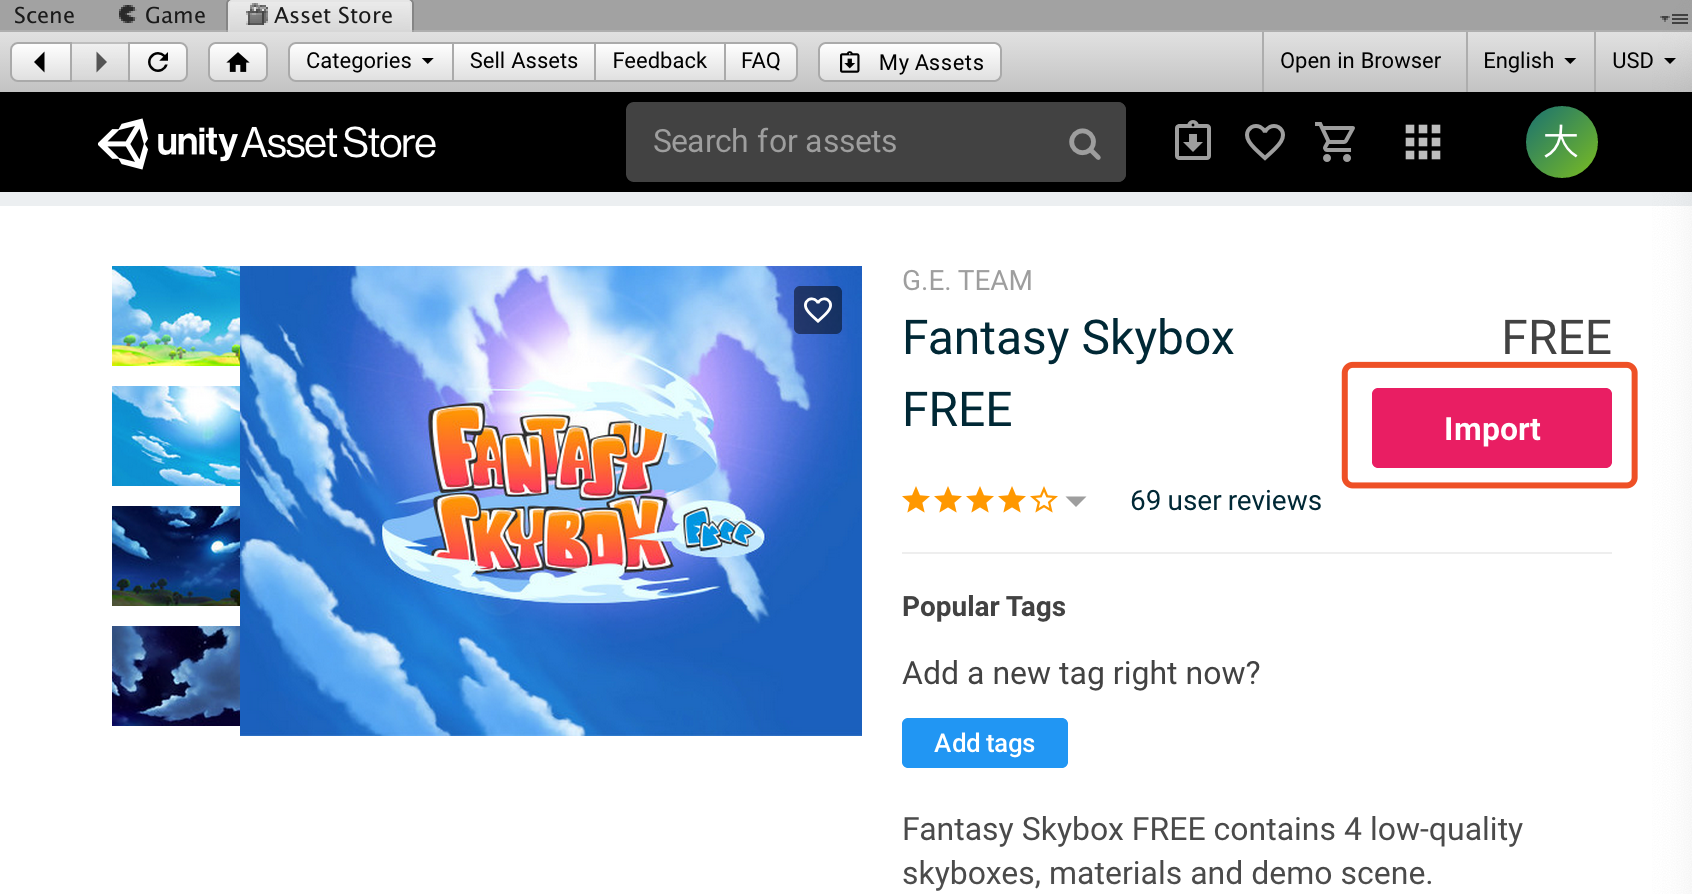 Scene Game Asset Store
Categories Sell Assets Feedback FAQ My Assets Open in Browser English USD
unity Asset Store Search for assets 大
G.E. TEAM
Fantasy Skybox FREE
FREE
Import
69 user reviews
FANTASY
SKYBOX FREE
Popular Tags
Add a new tag right now?
Add tags
Fantasy Skybox FREE contains 4 low-quality
skyboxes, materials and demo scene.